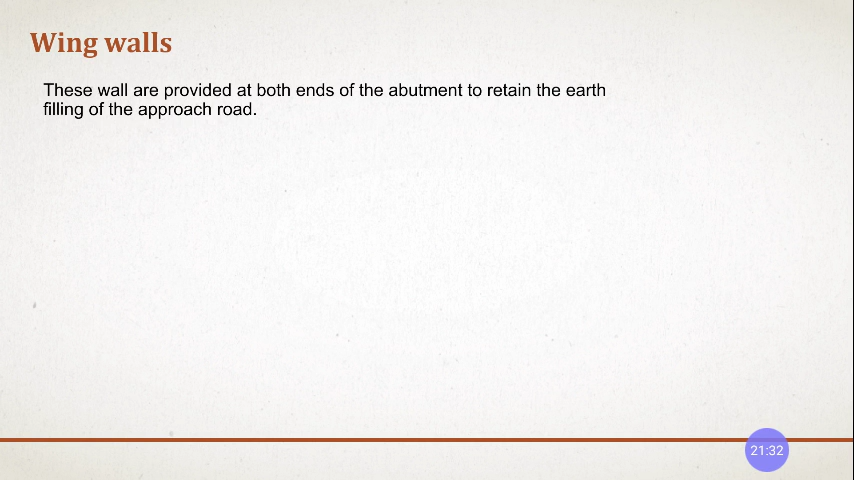 Wing walls
These wall are provided at both ends of the abutment to retain the earth
filling of the approach road.
21:32